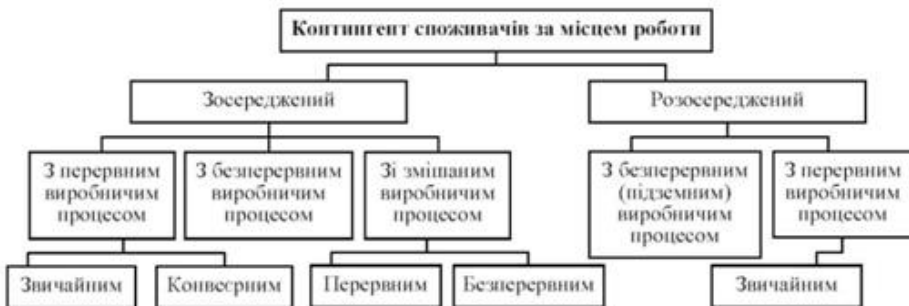 Контингент споживачів за місцем роботи
Зосереджений
Розосереджений
З перервним
виробничим
процесом
З безперервним
виробничим
процесом
Зі змішаним
виробничим
процесом
З безперервним
(підземним)
виробничим
процесом
З перервним
виробничим
процесом
Звичайним
Конвеєрним
Перервним
Безперервним
Звичайним